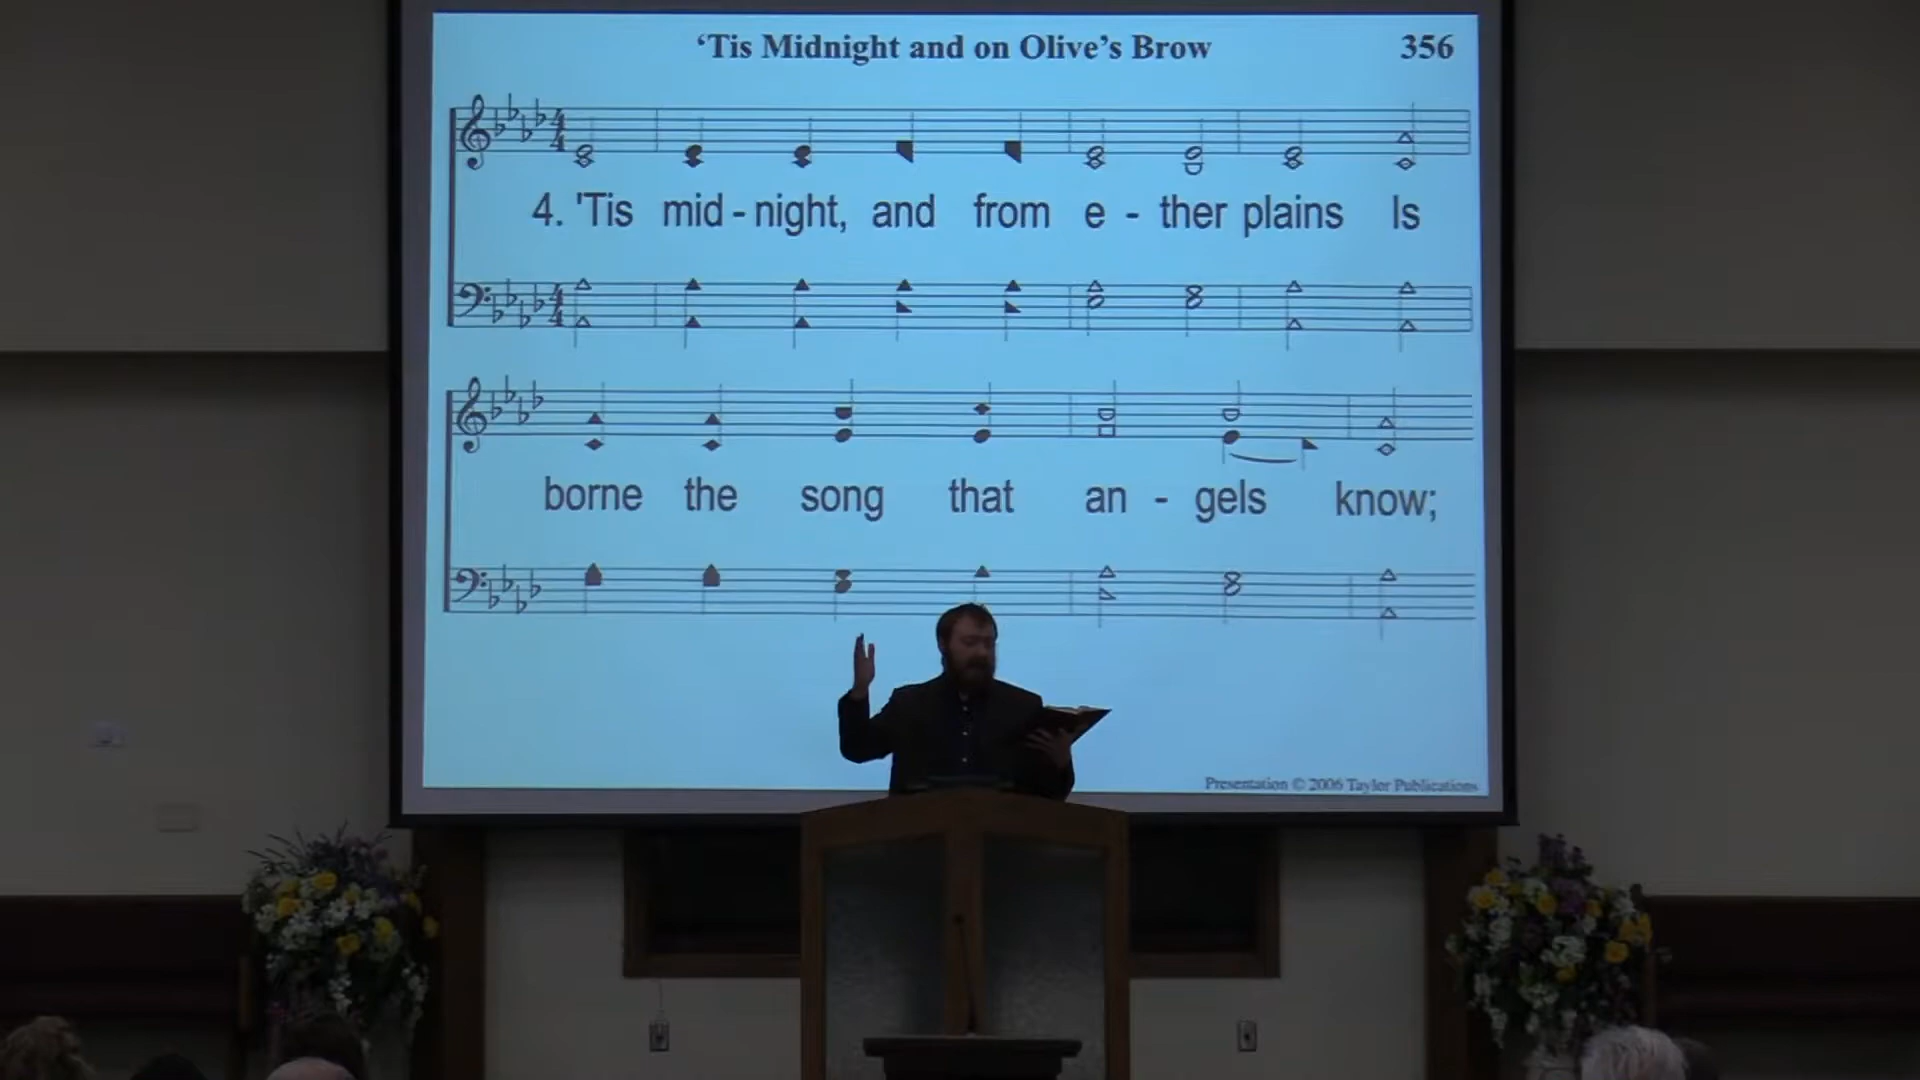 ‘Tis Midnight and on Olive’s Brow 356
4. 'Tis mid - night, and from e - ther plains Is
borne the song that an - gels know;
Presentation © 2006 Taylor Publications